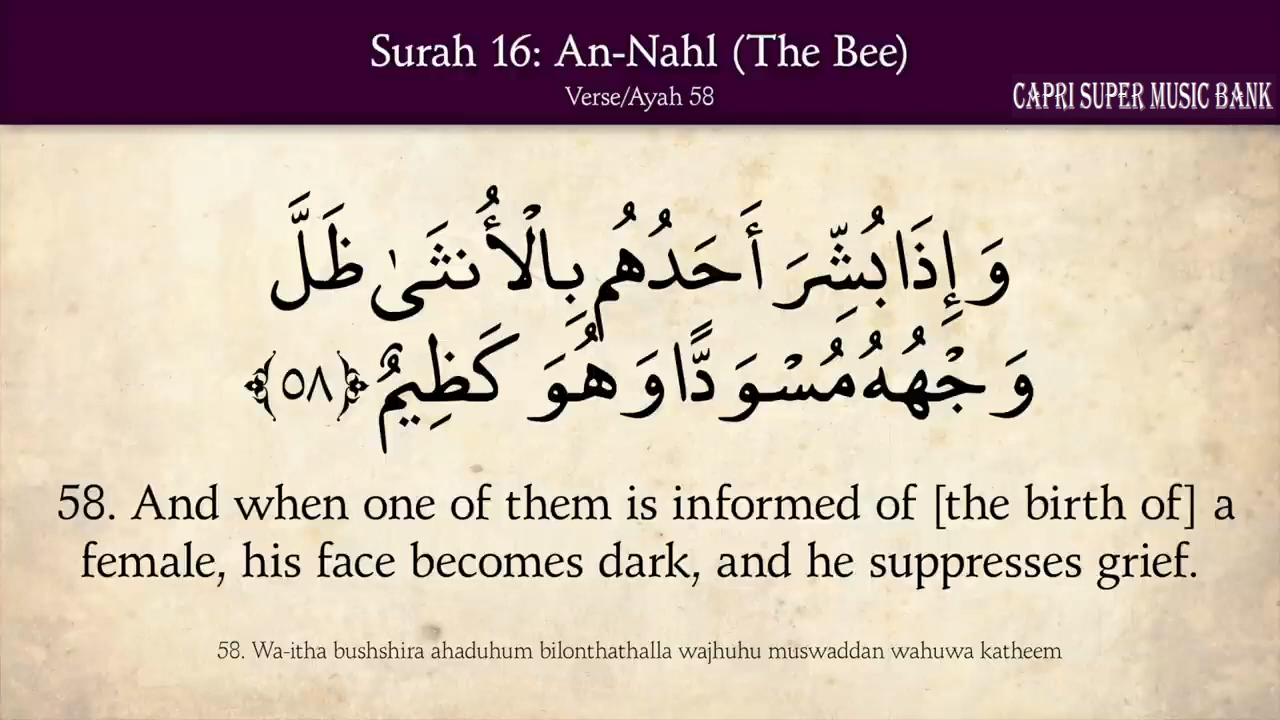 Surah 16: An-Nahl (The Bee)
Verse/Ayah 58
CAPRI SUPER MUSIC BANK
وَإِذَا بُشِّرَ أَحَدُهُم بِالْأُنثَىٰ ظَلَّ
وَجْهُهُ مُسْوَدًّا وَهُوَ كَظِيمٌ ﴿٥٨﴾
58. And when one of them is informed of [the birth of] a
female, his face becomes dark, and he suppresses grief.
58. Wa-itha bushshira ahaduhum bilonthathalla wajhuhu muswaddan wahuwa katheem